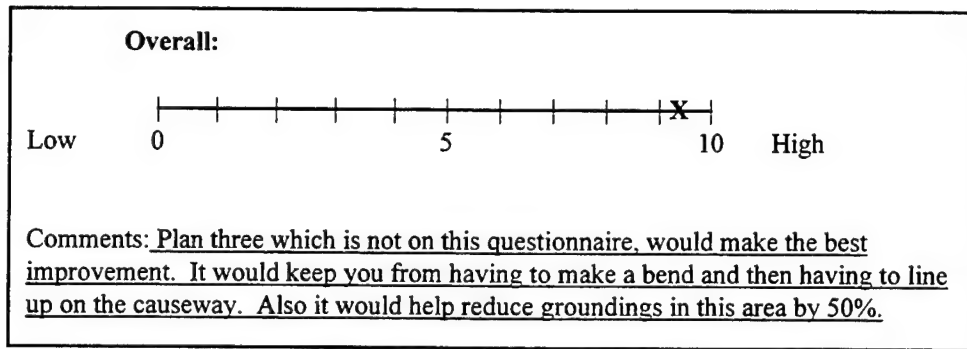 Overall:
X
Low 0 5 10 High
Comments: Plan three which is not on this questionnaire, would make the best
improvement. It would keep you from having to make a bend and then having to line
up on the causeway. Also it would help reduce groundings in this area by 50%.